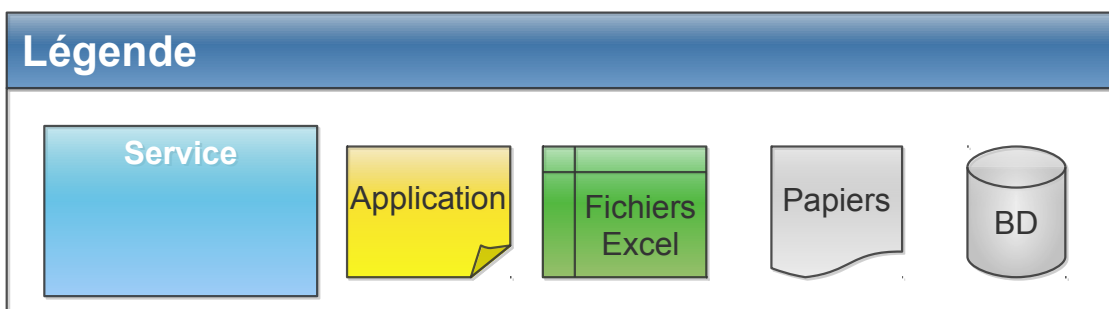 Légende
Service
Application
Fichiers
Excel
Papiers
BD